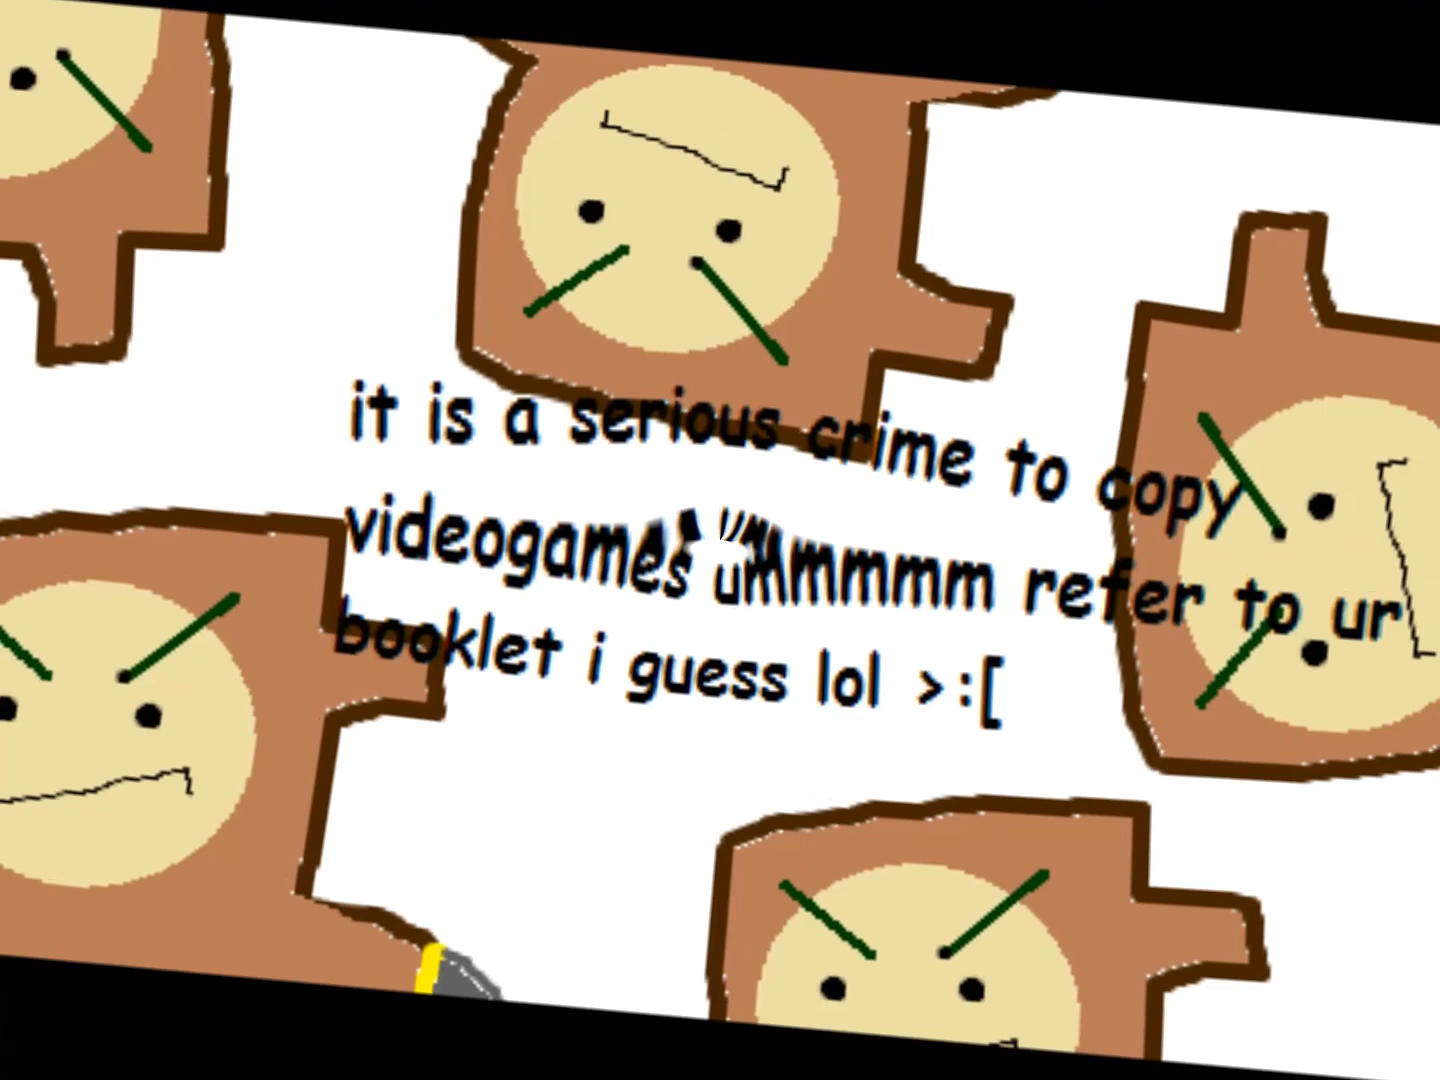 it is a serious crime to copy
videogames ummmmm refer to ur
booklet i guess lol >:[